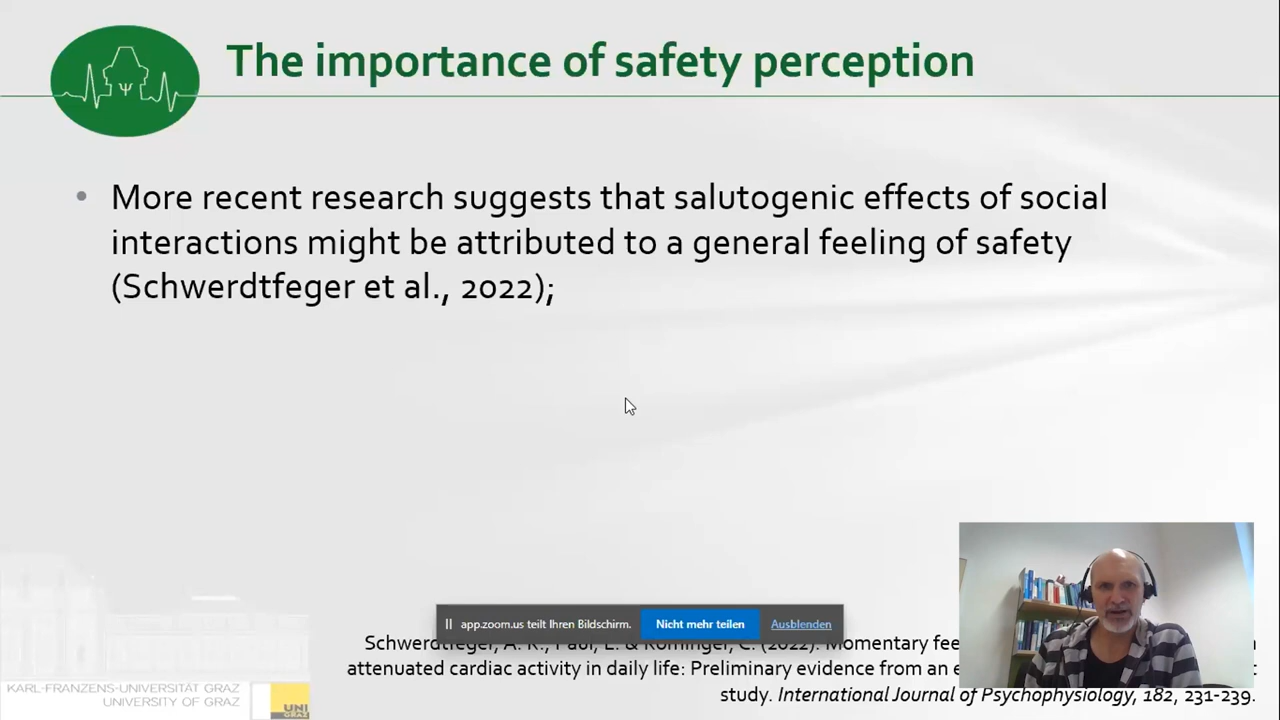 The importance of safety perception
ψ
• More recent research suggests that salutogenic effects of social
interactions might be attributed to a general feeling of safety
(Schwerdtfeger et al., 2022);
app.zoom.us teilt Ihren Bildschirm. Nicht mehr teilen Ausblenden
Schwerdtfeger, A. R., Paul, L. & Rominger, C. (2022). Momentary
attenuated cardiac activity in daily life: Preliminary evidence from an
study. International Journal of Psychophysiology, 182, 231-239.
KARL-FRANZENS-UNIVERSITÄT GRAZ
UNIVERSITY OF GRAZ
UNI
GRAZ